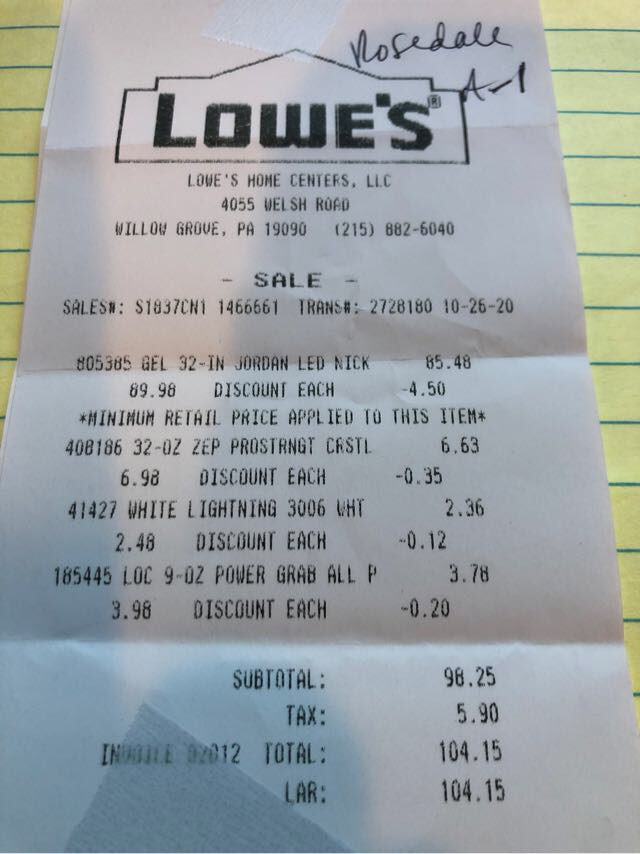 Rosedale
A-1
LOWE'S®
LOWE'S HOME CENTERS, LLC
4055 WELSH ROAD
WILLOW GROVE, PA 19090 (215) 882-6040
- SALE -
SALES#: S1837CN1 1466661 TRANS#: 2728180 10-26-20
805385 GEL 32-IN JORDAN LED NICK 85.48
89.98 DISCOUNT EACH -4.50
*MINIMUM RETAIL PRICE APPLIED TO THIS ITEM*
408186 32-OZ ZEP PROSTRNGT CRSTL 6.63
6.98 DISCOUNT EACH -0.35
41427 WHITE LIGHTNING 3006 WHT 2.36
2.48 DISCOUNT EACH -0.12
185445 LOC 9-OZ POWER GRAB ALL P 3.78
3.98 DISCOUNT EACH -0.20
SUBTOTAL: 98.25
TAX: 5.90
INVOICE 02012 TOTAL: 104.15
LAR: 104.15